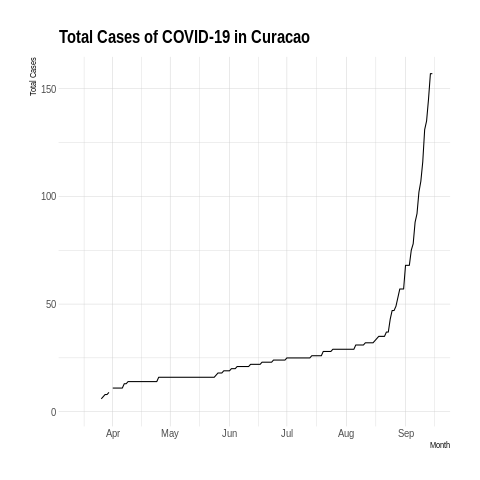 Total Cases of COVID-19 in Curacao
Total Cases
150
100
50
0
Apr May Jun Jul Aug Sep
Month